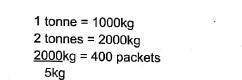 1 tonne = 1000kg
2 tonnes = 2000kg
2000kg = 400 packets
5kg